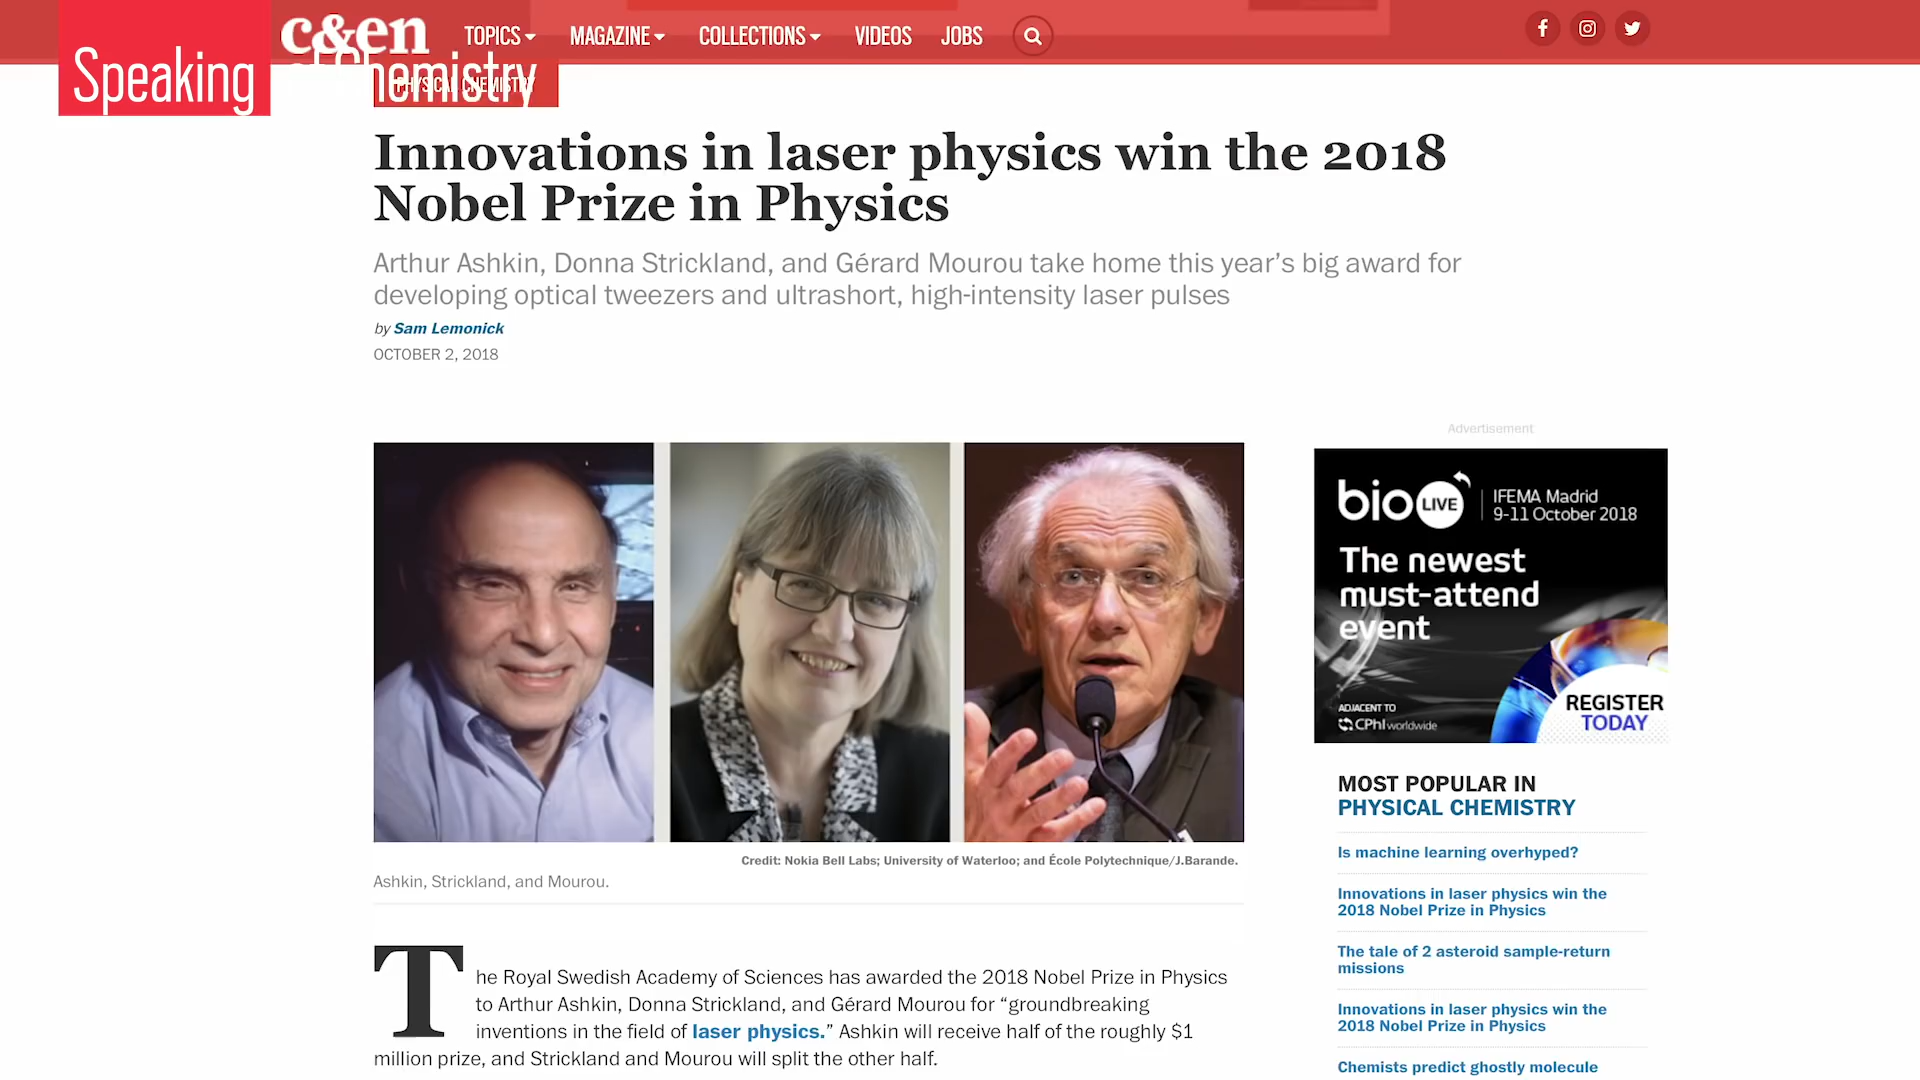 c&en
TOPICS
MAGAZINE
COLLECTIONS
VIDEOS
JOBS
Speaking of Chemistry
PHYSICAL CHEMISTRY
Innovations in laser physics win the 2018
Nobel Prize in Physics
Arthur Ashkin, Donna Strickland, and Gérard Mourou take home this year’s big award for
developing optical tweezers and ultrashort, high-intensity laser pulses
by Sam Lemonick
OCTOBER 2, 2018
Credit: Nokia Bell Labs; University of Waterloo; and École Polytechnique/J.Barande.
Ashkin, Strickland, and Mourou.
The Royal Swedish Academy of Sciences has awarded the 2018 Nobel Prize in Physics
to Arthur Ashkin, Donna Strickland, and Gérard Mourou for “groundbreaking
inventions in the field of laser physics.” Ashkin will receive half of the roughly $1
million prize, and Strickland and Mourou will split the other half.
Advertisement
bio LIVE
IFEMA Madrid
9-11 October 2018
The newest
must-attend
event
ADJACENT TO
CPhI worldwide
REGISTER
TODAY
MOST POPULAR IN
PHYSICAL CHEMISTRY
Is machine learning overhyped?
Innovations in laser physics win the
2018 Nobel Prize in Physics
The tale of 2 asteroid sample-return
missions
Innovations in laser physics win the
2018 Nobel Prize in Physics
Chemists predict ghostly molecule